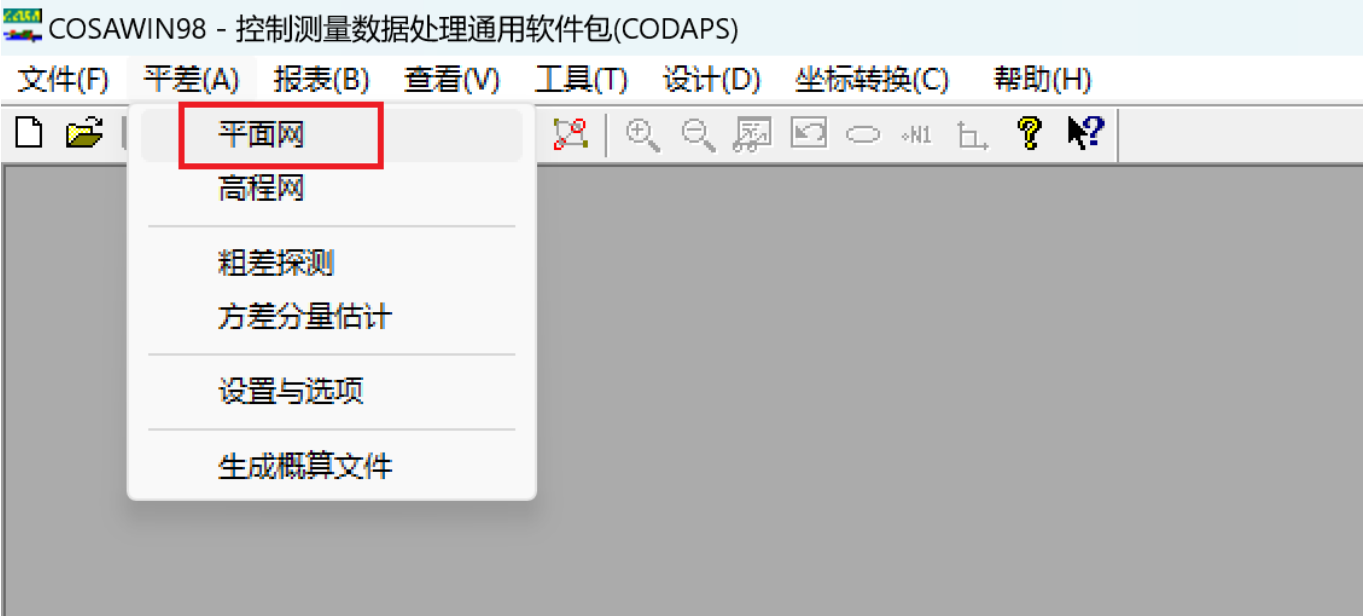 COSAWIN98 - 控制测量数据处理通用软件包(CODAPS)
文件(F) 平差(A) 报表(B) 查看(V) 工具(T) 设计(D) 坐标转换(C) 帮助(H)
N1
平面网
高程网
粗差探测
方差分量估计
设置与选项
生成概算文件